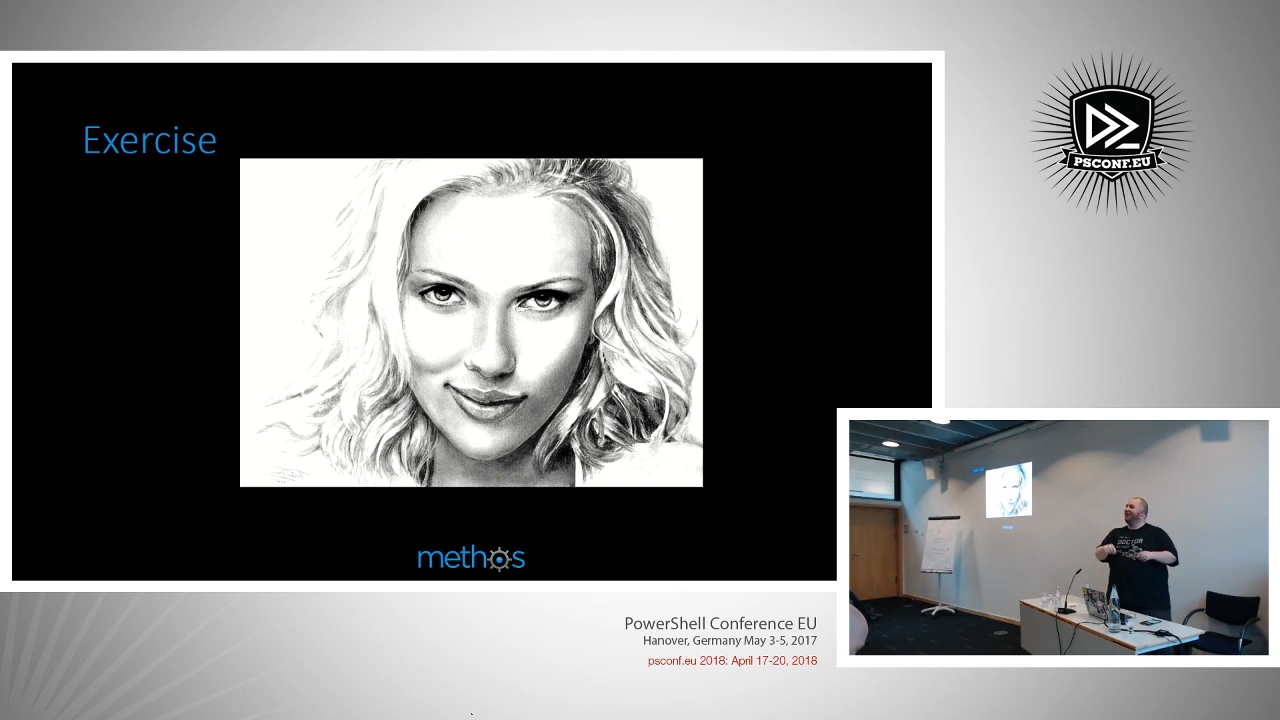 Exercise
methos
PSCONF.EU
DOCTOR
PowerShell Conference EU
Hanover, Germany May 3-5, 2017
psconf.eu 2018: April 17-20, 2018